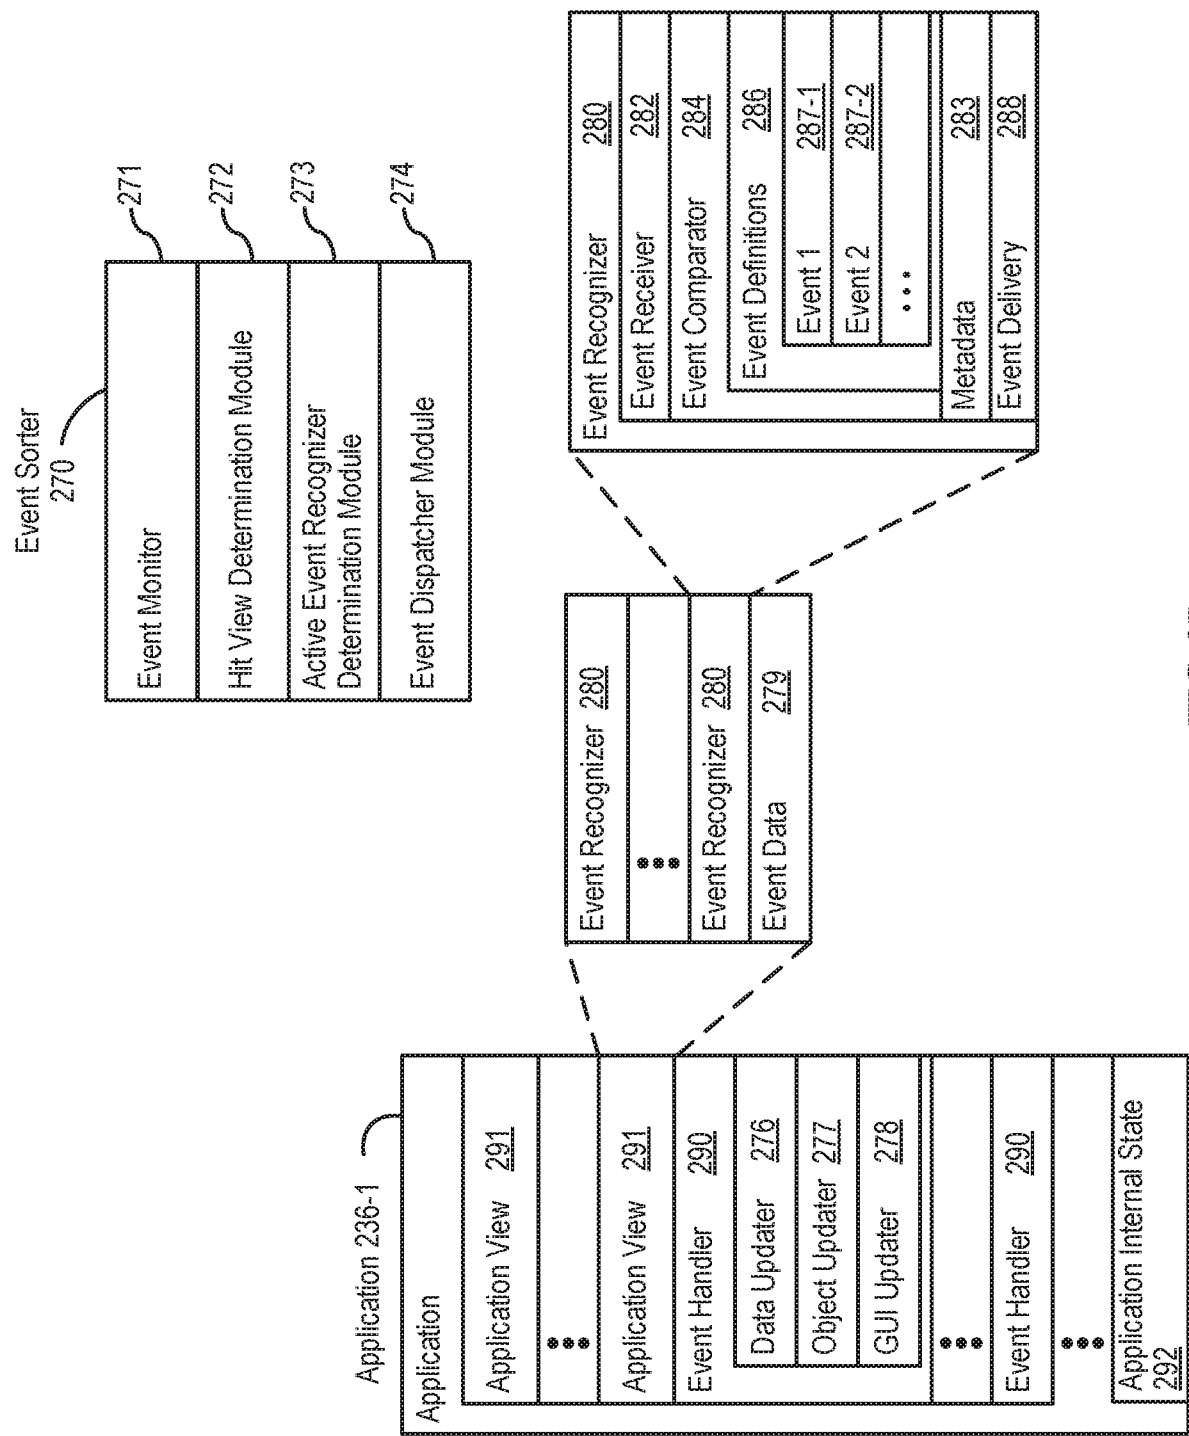 Event Sorter
270
Event Monitor
271
Hit View Determination Module
272
Active Event Recognizer
Determination Module
273
Event Dispatcher Module
274
Application 236-1
Application
Application View 291
•••
Application View 291
Event Handler 290
Data Updater 276
Object Updater 277
GUI Updater 278
•••
Event Handler 290
•••
Application Internal State
292
Event Recognizer 280
•••
Event Recognizer 280
Event Data 279
Event Recognizer 280
Event Receiver 282
Event Comparator 284
Event Definitions 286
Event 1 287-1
Event 2 287-2
•••
Metadata 283
Event Delivery 288